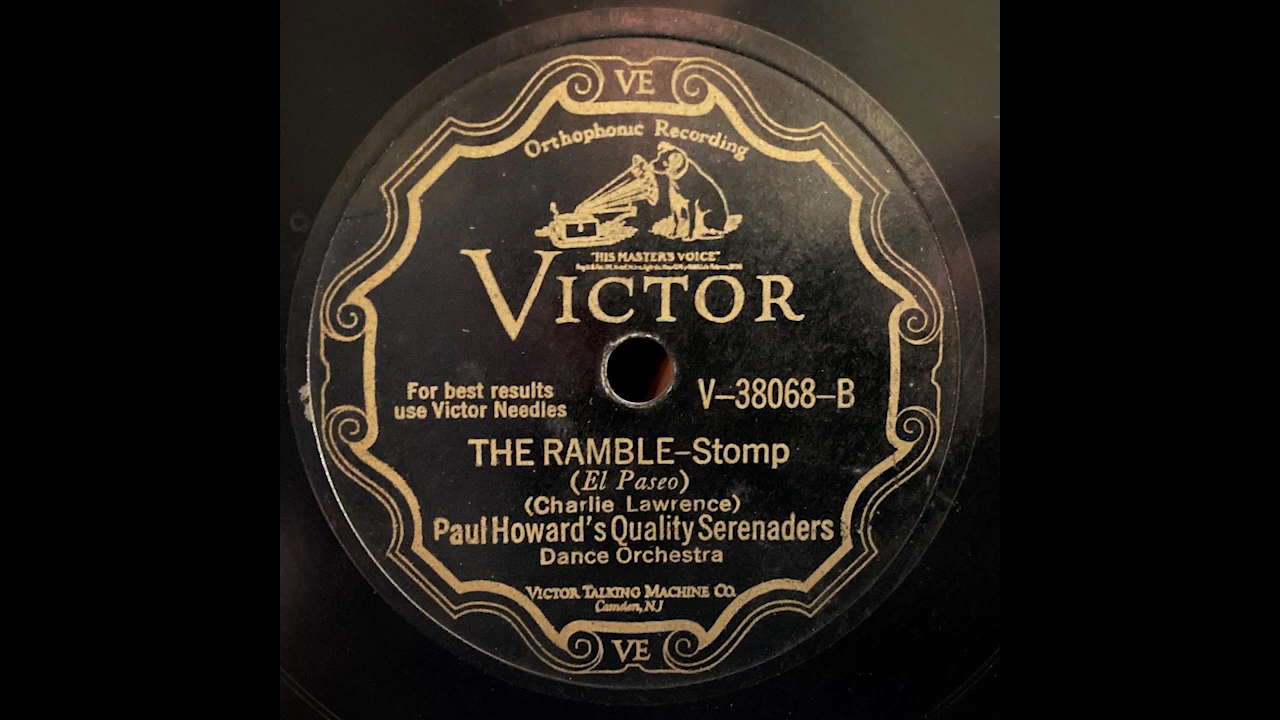 VE
Orthophonic Recording
"HIS MASTER'S VOICE"
VICTOR
For best results
use Victor Needles
V-38068-B
THE RAMBLE-Stomp
(El Paseo)
(Charlie Lawrence)
Paul Howard's Quality Serenaders
Dance Orchestra
VICTOR TALKING MACHINE CO.
Camden, NJ
VE